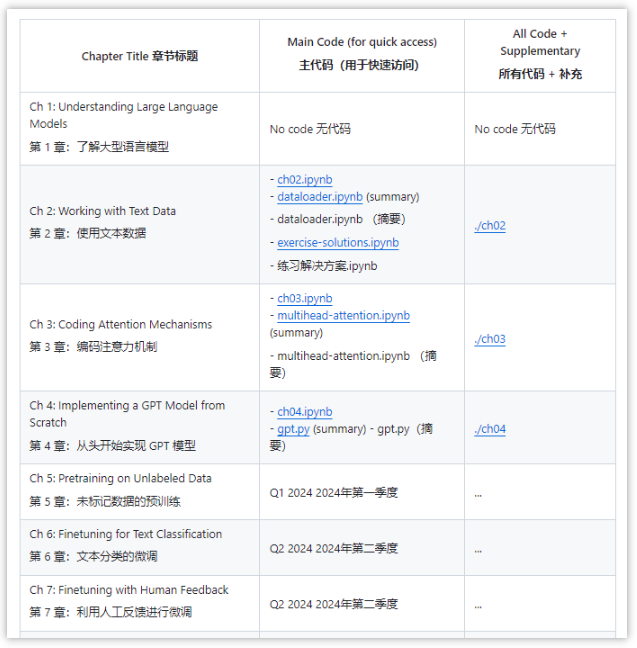 Chapter Title 章节标题
Main Code (for quick access)
主代码（用于快速访问）
All Code +
Supplementary
所有代码 + 补充
Ch 1: Understanding Large Language
Models
第 1 章：了解大型语言模型
No code 无代码
No code 无代码
Ch 2: Working with Text Data
第 2 章：使用文本数据
- ch02.ipynb
- dataloader.ipynb (summary)
- dataloader.ipynb （摘要）
- exercise-solutions.ipynb
- 练习解决方案.ipynb
./ch02
Ch 3: Coding Attention Mechanisms
第 3 章：编码注意力机制
- ch03.ipynb
- multihead-attention.ipynb
(summary)
- multihead-attention.ipynb （摘
要）
./ch03
Ch 4: Implementing a GPT Model from
Scratch
第 4 章：从头开始实现 GPT 模型
- ch04.ipynb
- gpt.py (summary) - gpt.py（摘
要）
./ch04
Ch 5: Pretraining on Unlabeled Data
第 5 章：未标记数据的预训练
Q1 2024 2024年第一季度
...
Ch 6: Finetuning for Text Classification
第 6 章：文本分类的微调
Q2 2024 2024年第二季度
...
Ch 7: Finetuning with Human Feedback
第 7 章：利用人工反馈进行微调
Q2 2024 2024年第二季度
...